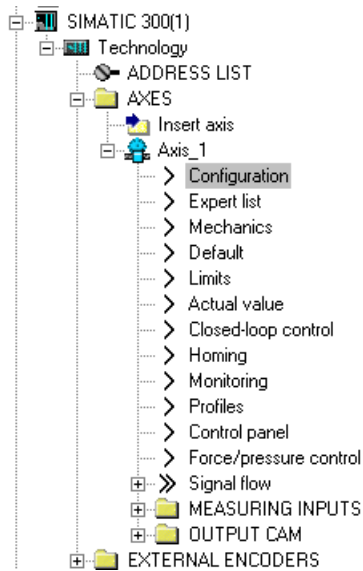 SIMATIC 300(1)
Technology
ADDRESS LIST
AXES
Insert axis
Axis_1
Configuration
Expert list
Mechanics
Default
Limits
Actual value
Closed-loop control
Homing
Monitoring
Profiles
Control panel
Force/pressure control
Signal flow
MEASURING INPUTS
OUTPUT CAM
EXTERNAL ENCODERS